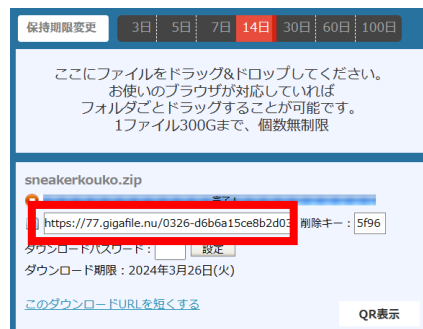 保持期限変更 3日 5日 7日 14日 30日 60日 100日
ここにファイルをドラッグ&ドロップしてください。
お使いのブラウザが対応していれば
フォルダごとドラッグすることが可能です。
1ファイル300Gまで、個数無制限
sneakerkouko.zip
完了!
https://77.gigafile.nu/0326-d6b6a15ce8b2d03 削除キー: 5f96
ダウンロードパスワード: 設定
ダウンロード期限:2024年3月26日(火)
このダウンロードURLを短くする
QR表示